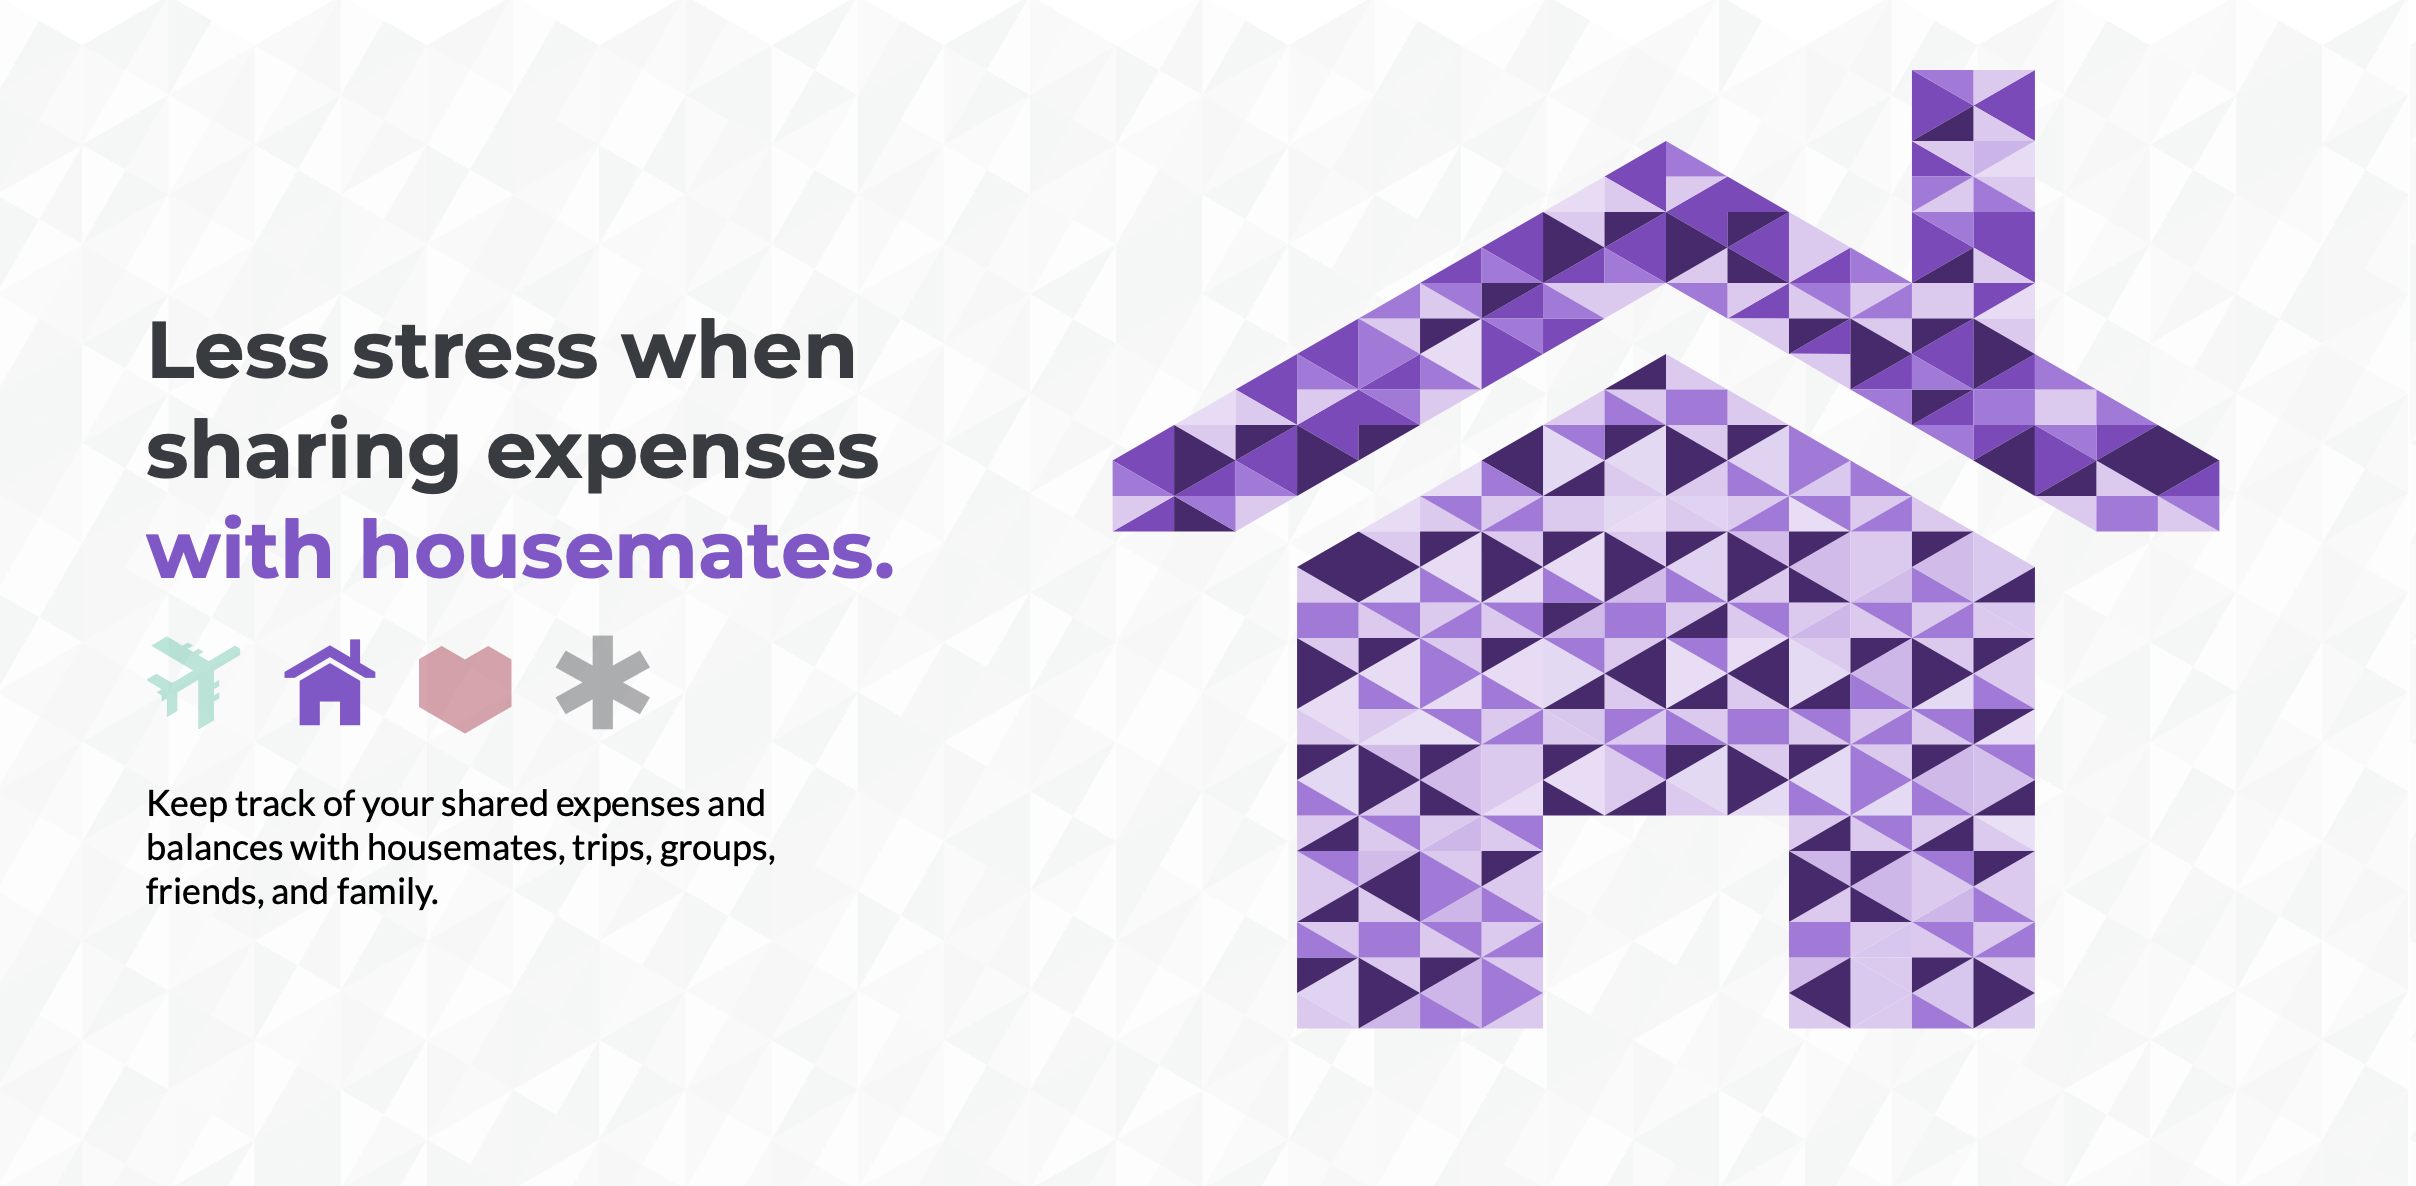 Less stress when
sharing expenses
with housemates.
Keep track of your shared expenses and
balances with housemates, trips, groups,
friends, and family.